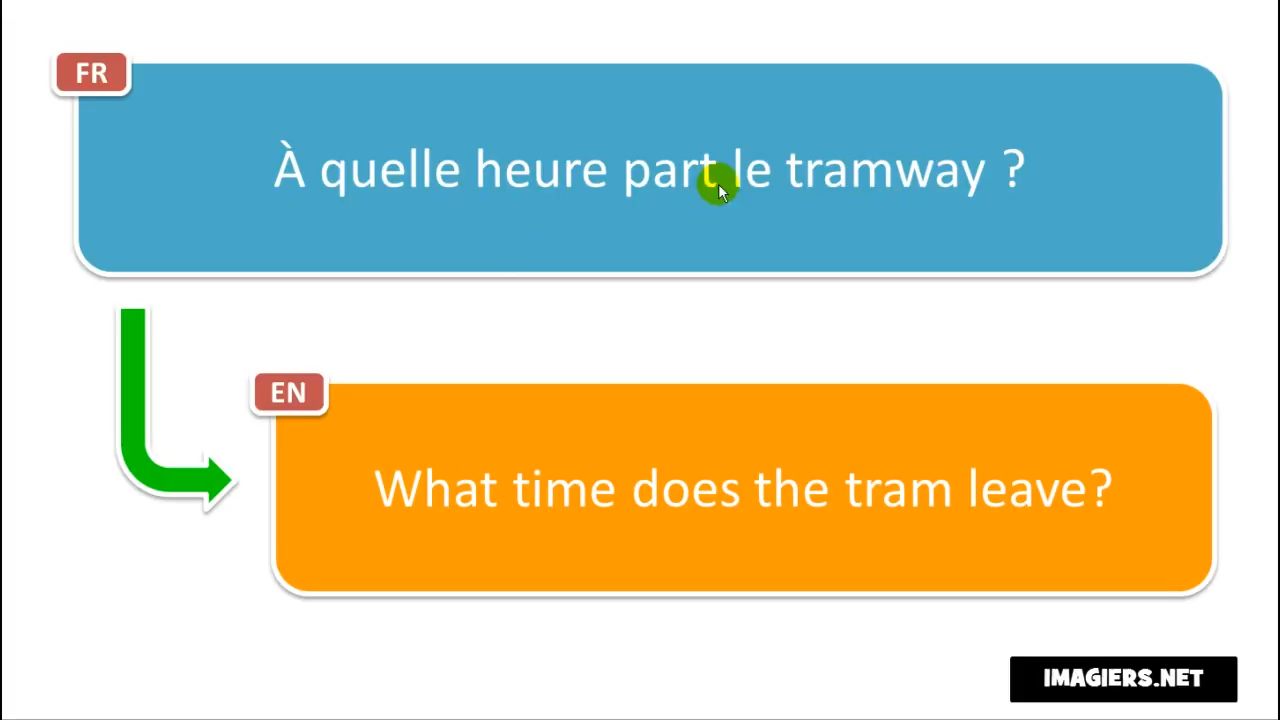 FR
À quelle heure part le tramway ?
EN
What time does the tram leave?
IMAGIERS.NET